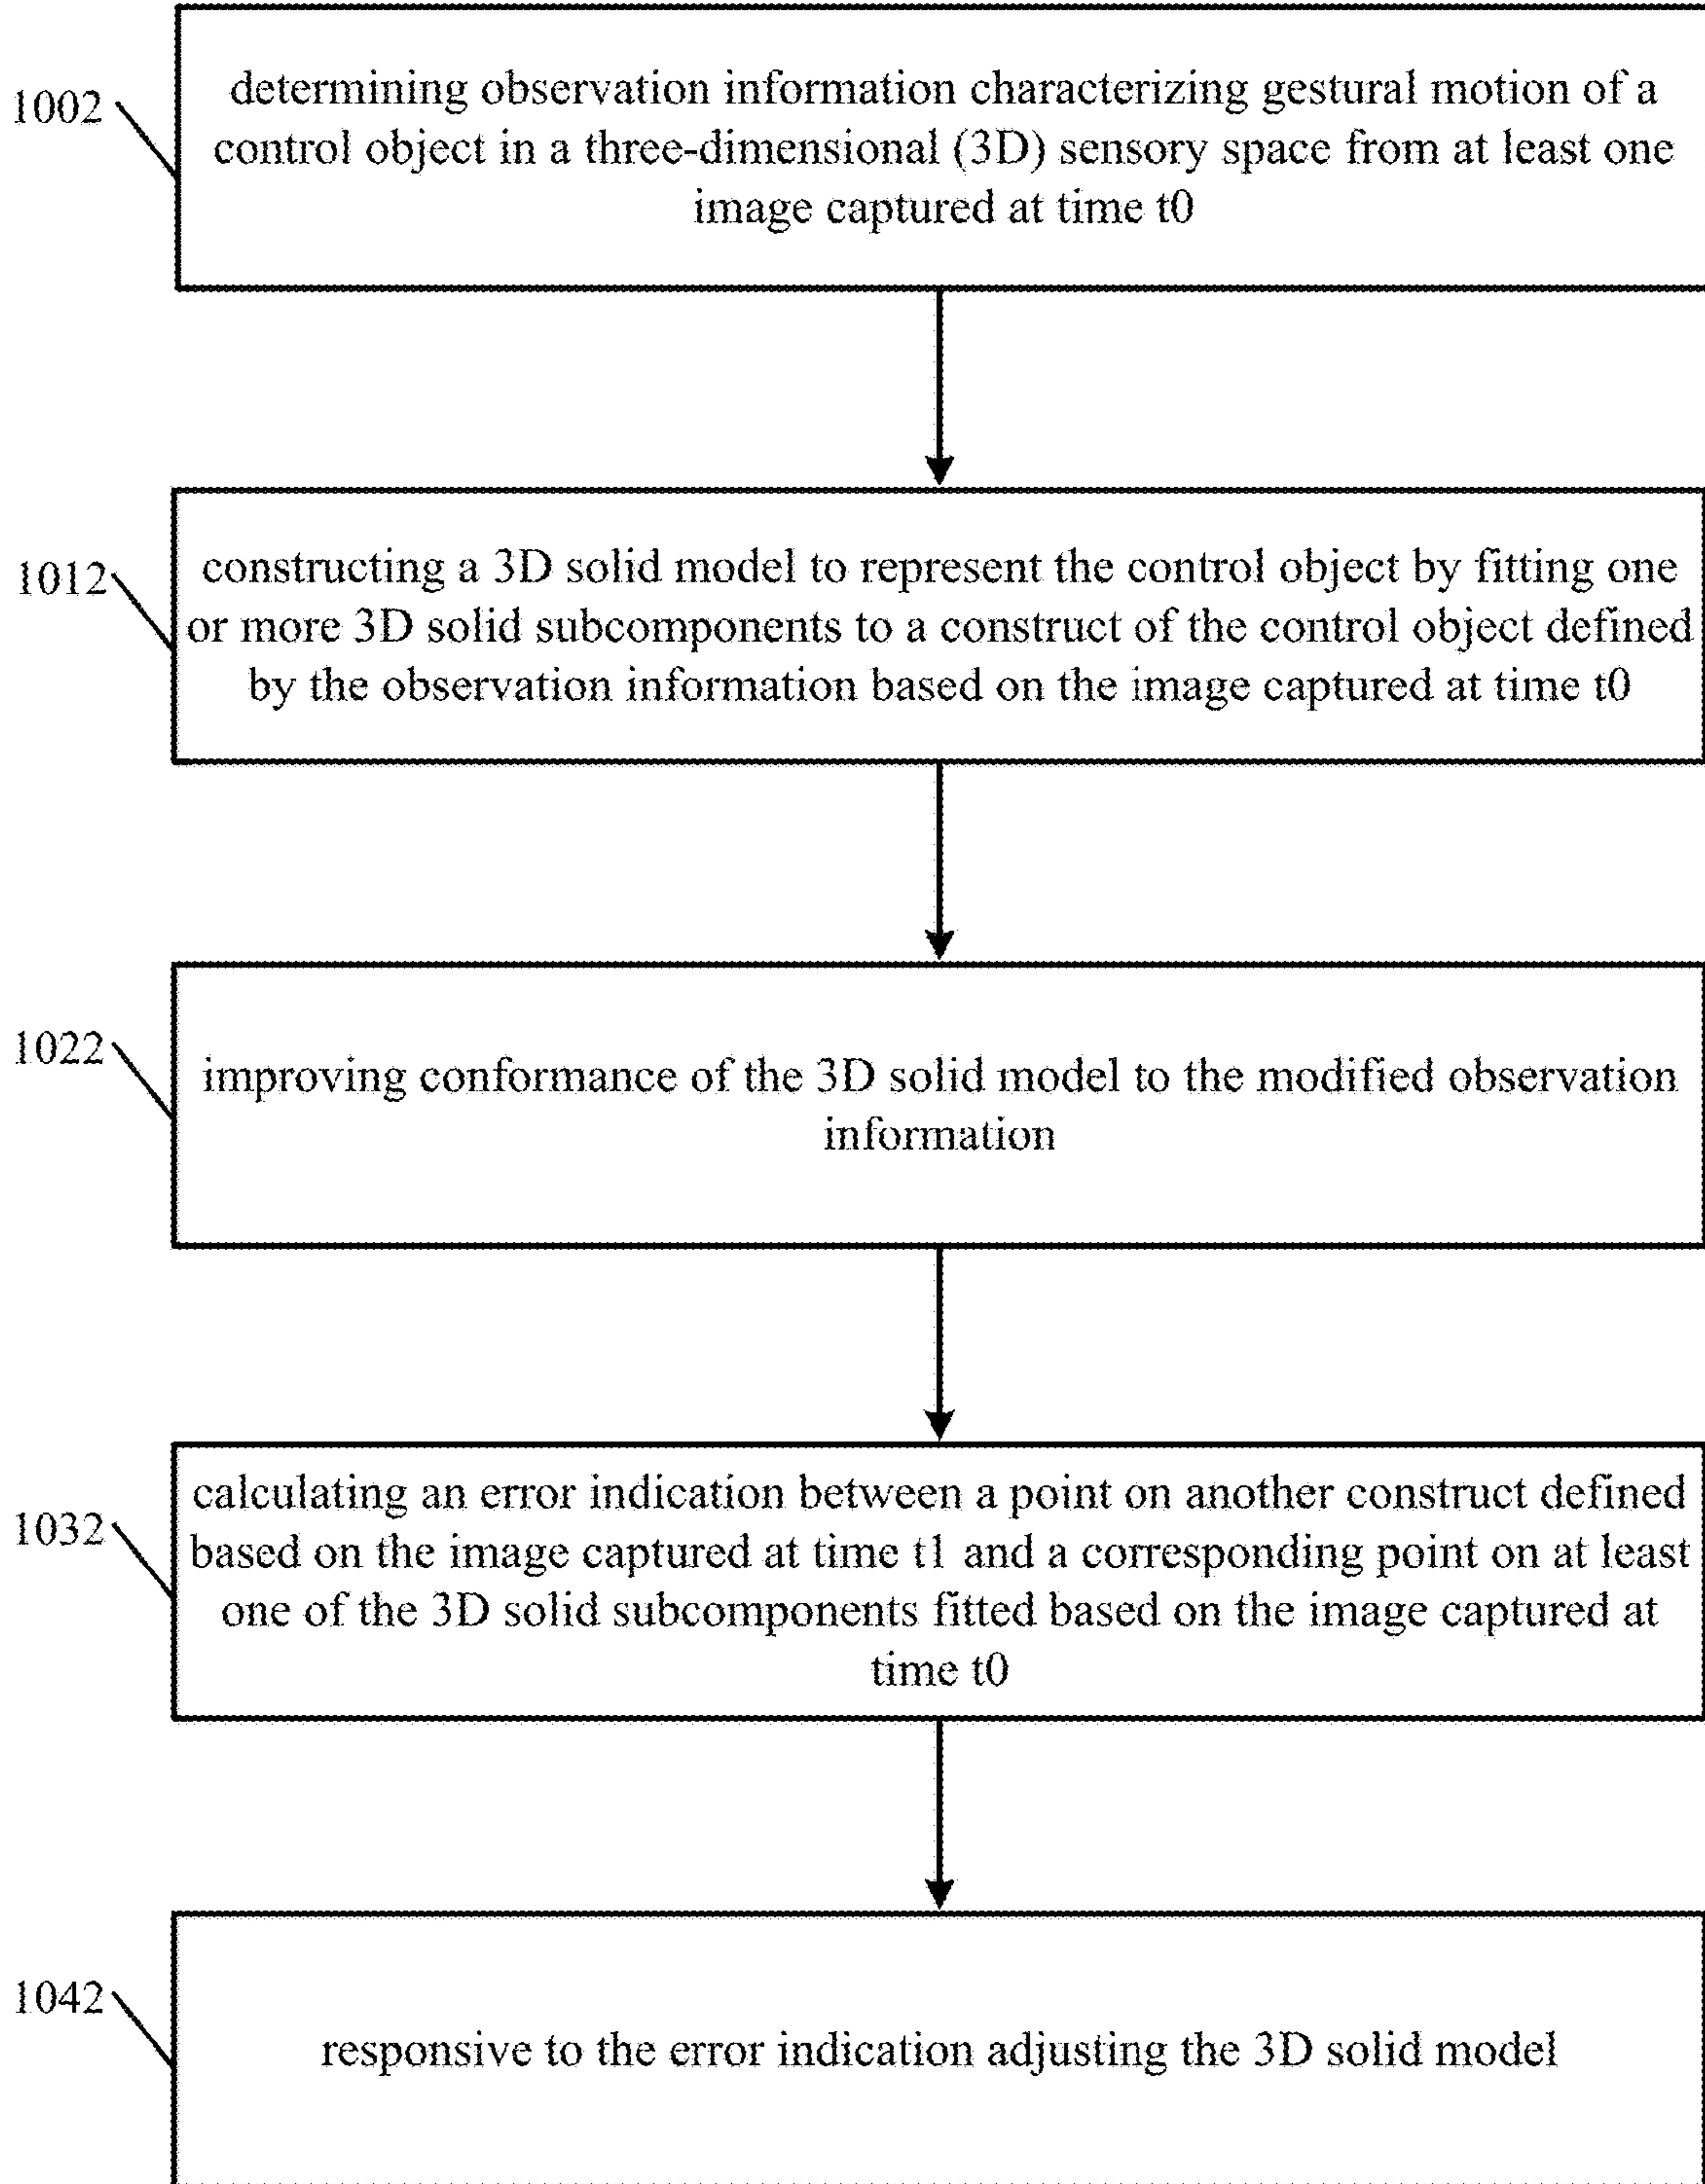 1002
determining observation information characterizing gestural motion of a
control object in a three-dimensional (3D) sensory space from at least one
image captured at time t0
1012
constructing a 3D solid model to represent the control object by fitting one
or more 3D solid subcomponents to a construct of the control object defined
by the observation information based on the image captured at time t0
1022
improving conformance of the 3D solid model to the modified observation
information
1032
calculating an error indication between a point on another construct defined
based on the image captured at time t1 and a corresponding point on at least
one of the 3D solid subcomponents fitted based on the image captured at
time t0
1042
responsive to the error indication adjusting the 3D solid model